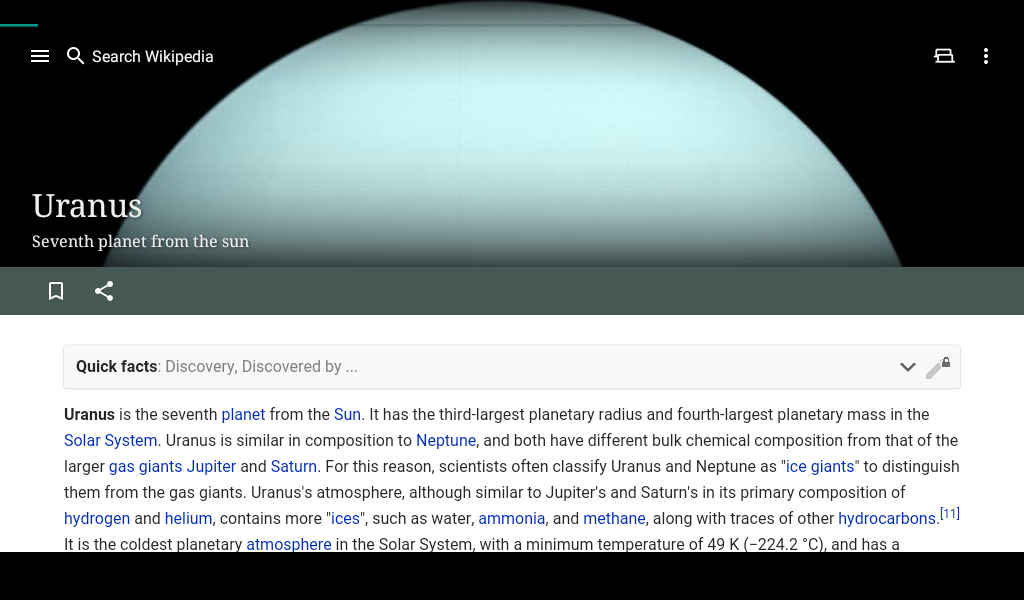 Search Wikipedia
Uranus
Seventh planet from the sun
Quick facts: Discovery, Discovered by ...
Uranus is the seventh planet from the Sun. It has the third-largest planetary radius and fourth-largest planetary mass in the
Solar System. Uranus is similar in composition to Neptune, and both have different bulk chemical composition from that of the
larger gas giants Jupiter and Saturn. For this reason, scientists often classify Uranus and Neptune as "ice giants" to distinguish
them from the gas giants. Uranus's atmosphere, although similar to Jupiter's and Saturn's in its primary composition of
hydrogen and helium, contains more "ices", such as water, ammonia, and methane, along with traces of other hydrocarbons.[11]
It is the coldest planetary atmosphere in the Solar System, with a minimum temperature of 49 K (−224.2 °C), and has a